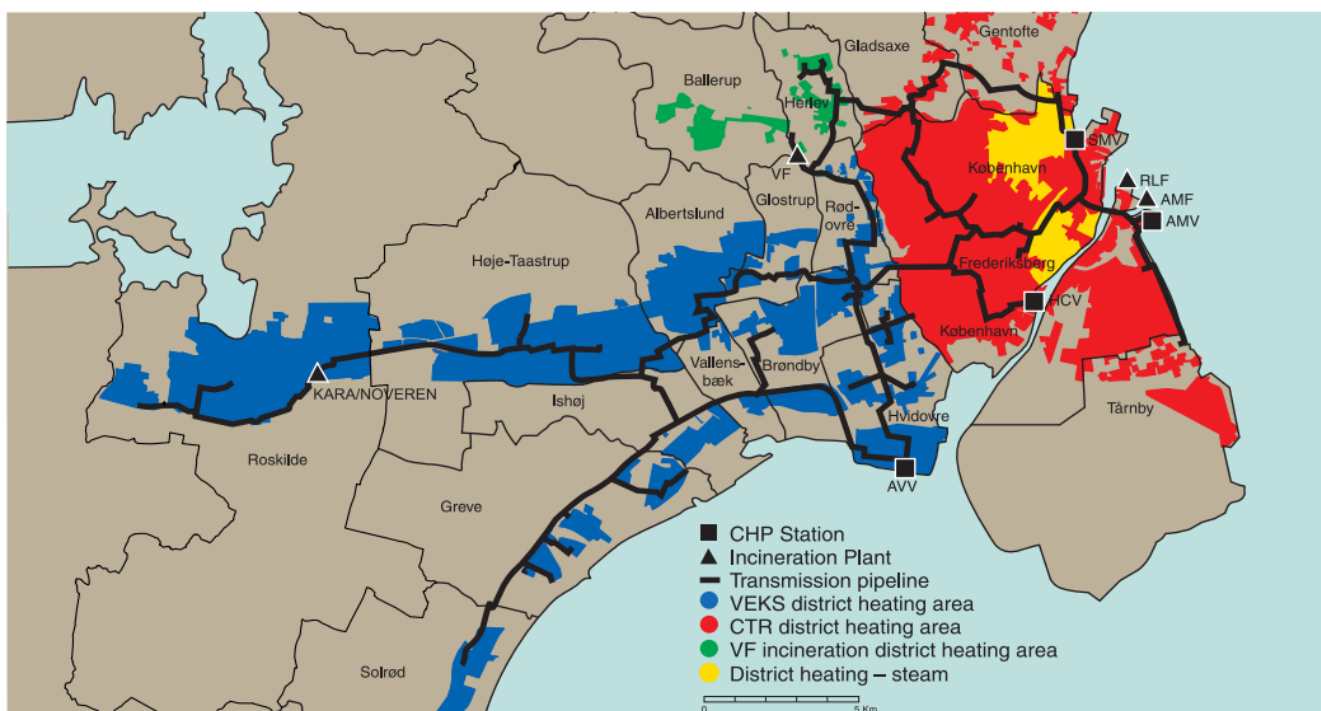 Gentofte
Gladsaxe
Ballerup
Herlev
SMV
København
VF
RLF
AMF
AMV
Glostrup
Rød-
ovre
Albertslund
Høje-Taastrup
Frederiksberg
HCV
København
Vallens-
bæk
Brøndby
KARA/NOVEREN
Ishøj
Tårnby
Hvidovre
Roskilde
AVV
Greve
Solrød
CHP Station
Incineration Plant
Transmission pipeline
VEKS district heating area
CTR district heating area
VF incineration district heating area
District heating – steam
0 5 Km